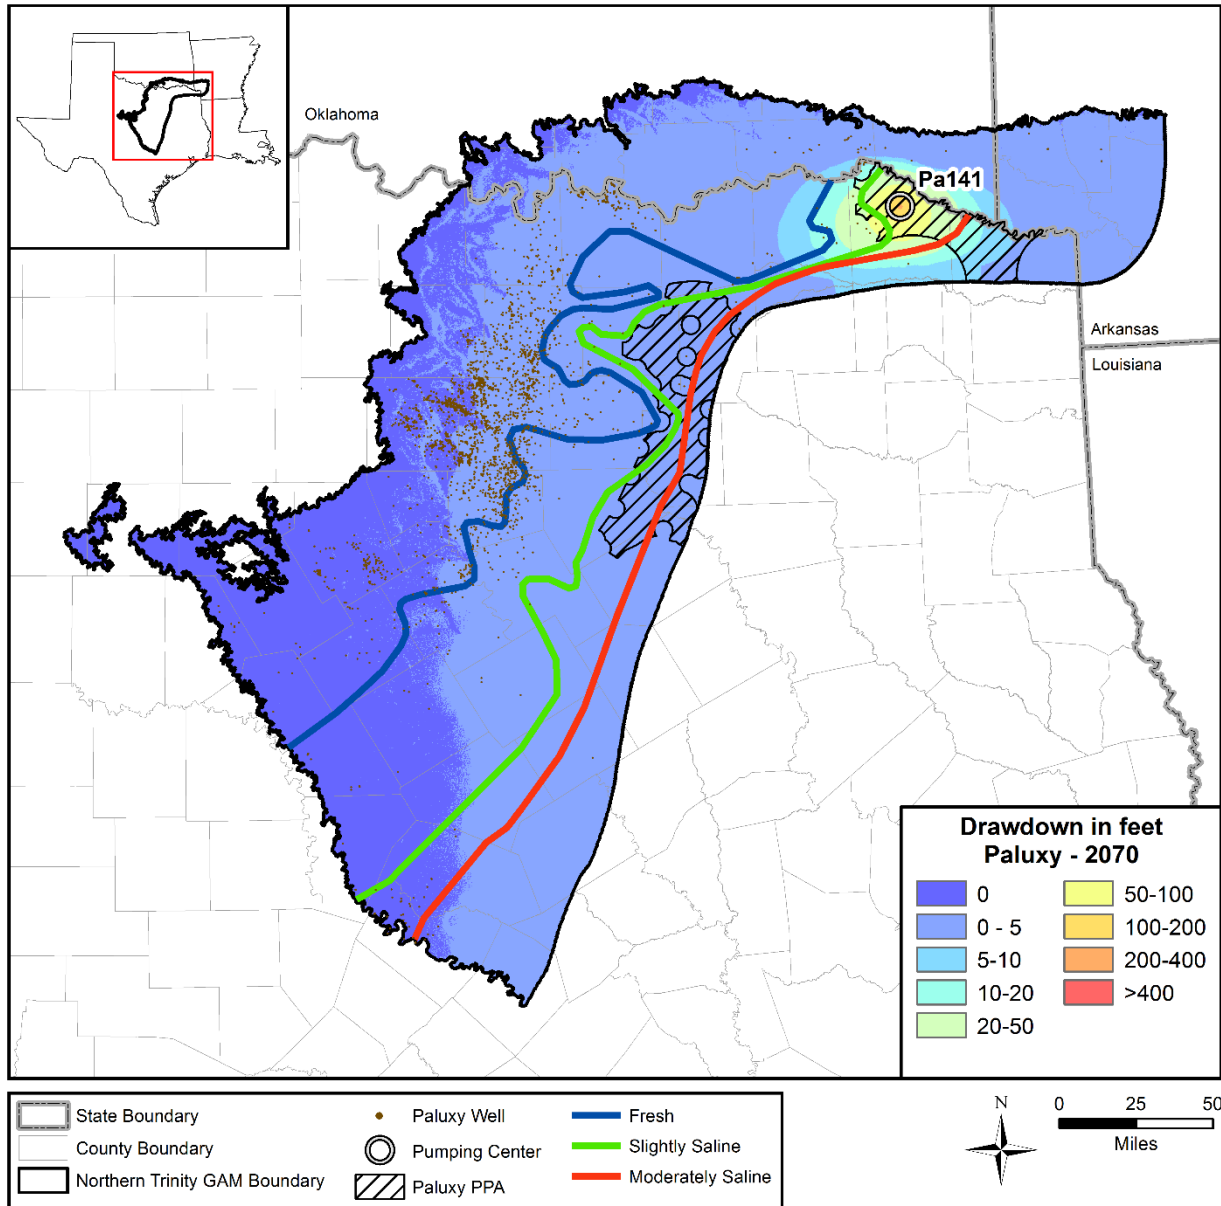 Oklahoma
Pa141
Arkansas
Louisiana
Drawdown in feet
Paluxy - 2070
0
0 - 5
5-10
10-20
20-50
50-100
100-200
200-400
>400
State Boundary
County Boundary
Northern Trinity GAM Boundary
Paluxy Well
Pumping Center
Paluxy PPA
Fresh
Slightly Saline
Moderately Saline
N
0 25 50
Miles